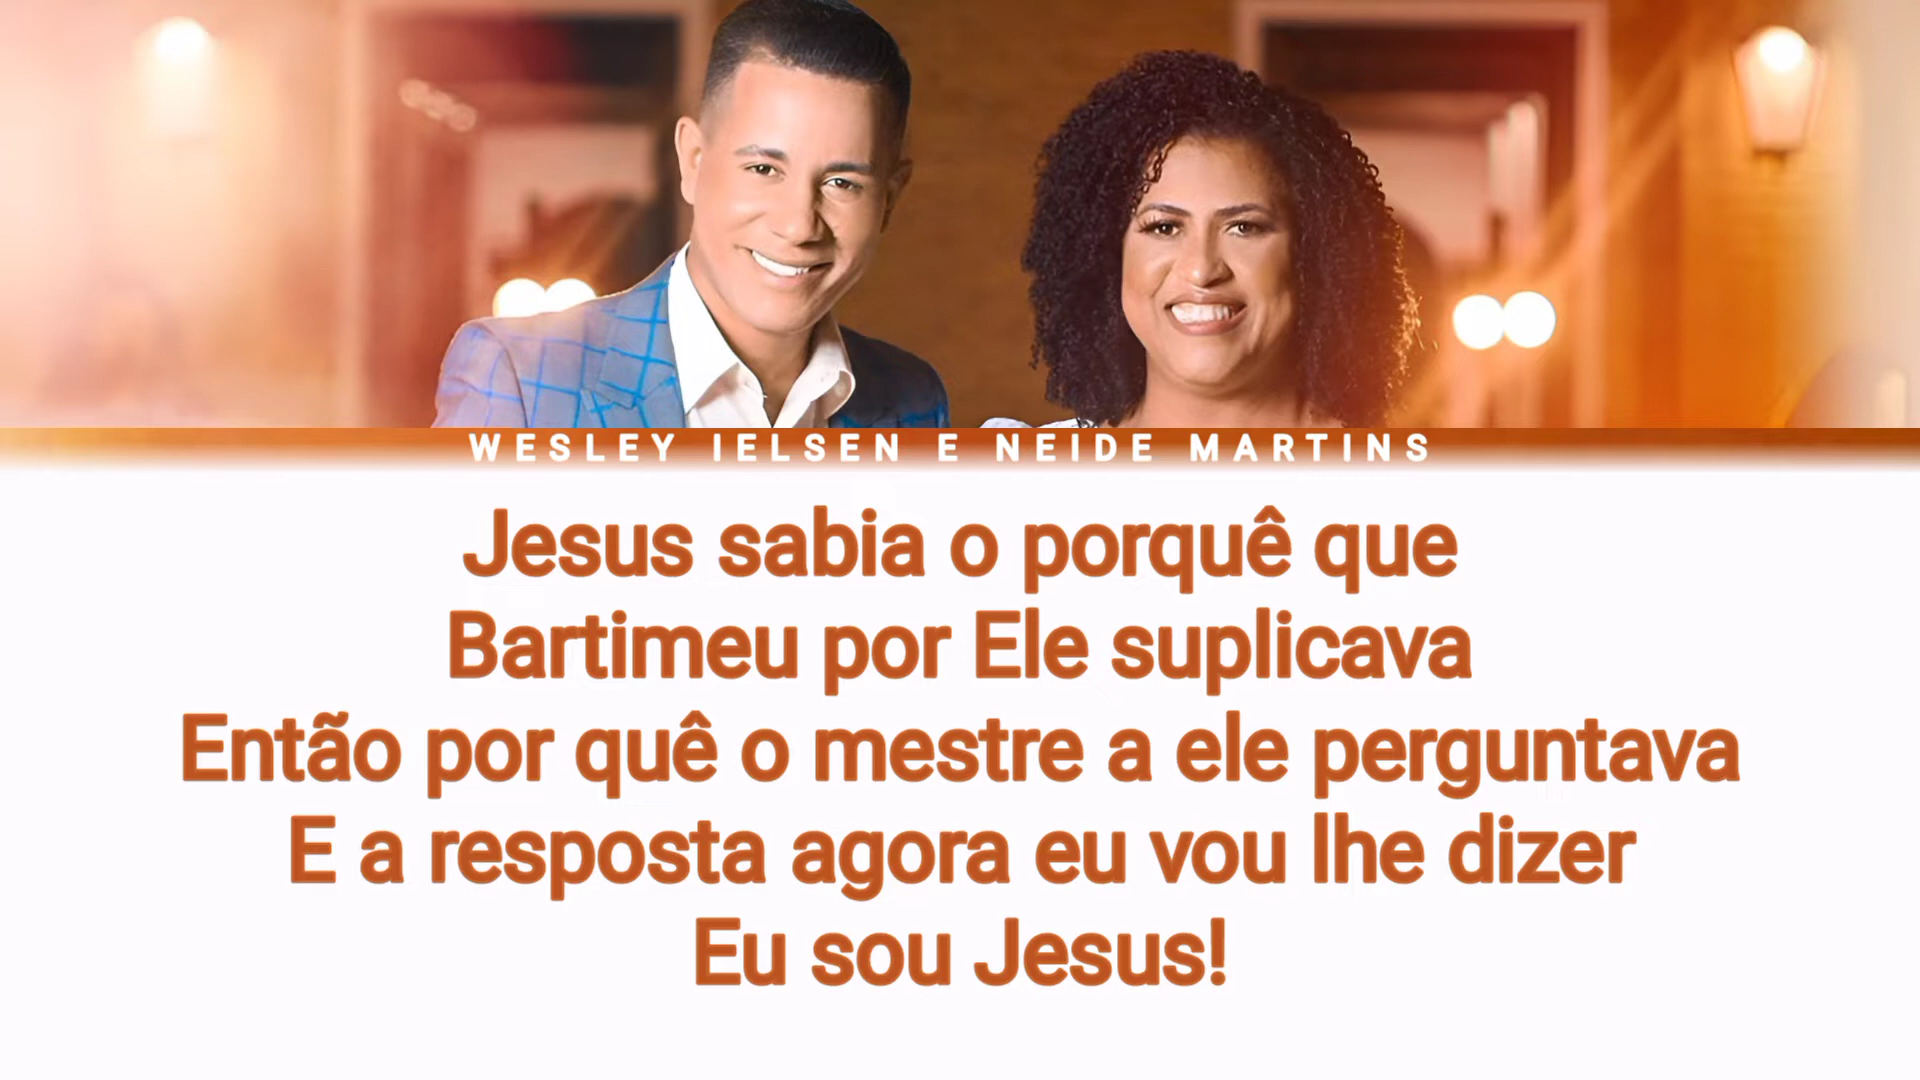 WESLEY IELSEN E NEIDE MARTINS
Jesus sabia o porquê que
Bartimeu por Ele suplicava
Então por quê o mestre a ele perguntava
E a resposta agora eu vou lhe dizer
Eu sou Jesus!